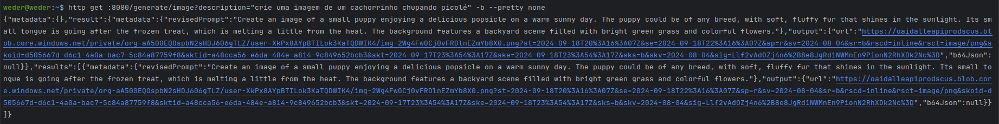 weder@weder:~$ http get :8080/generate/image?description="crie uma imagem de um cachorrinho chupando picolé" -b --pretty none
{"metadata":{},"result":{"metadata":{"revisedPrompt":"Create an image of a small puppy enjoying a delicious popsicle on a warm sunny day. The puppy could be of any breed, with soft, fluffy fur that shines in the sunlight. Its sm
all tongue is going after the frozen treat, which is melting a little from the heat. The background features a backyard scene filled with bright green grass and colorful flowers."},"output":{"url":"https://oaidalleapiprodscus.bl
ob.core.windows.net/private/org-aA500EQOspbN2sHDJ606gTLZ/user-XkPx8AYpBTILok3KaTQDWIK4/img-2Wg4FwOCj0vFRDlnEZmYb8X0.png?st=2024-09-18T20%3A16%3A07Z&se=2024-09-18T22%3A16%3A07Z&sp=r&sv=2024-08-04&sr=b&rscd=inline&rsct=image/png&
skoid=d505667d-d6c1-4a0a-bac7-5c84a87759f8&sktid=a48cca56-e6da-484e-a814-9c849652bcb3&skt=2024-09-17T23%3A54%3A17Z&ske=2024-09-18T23%3A54%3A17Z&sks=b&skv=2024-08-04&sig=Llf2vAdOZj4n6%2B8e8JgRd1NWMnEn9PionN2RhXDk2Nc%3D","b64Json":
null}},"results":[{"metadata":{"revisedPrompt":"Create an image of a small puppy enjoying a delicious popsicle on a warm sunny day. The puppy could be of any breed, with soft, fluffy fur that shines in the sunlight. Its small to
ngue is going after the frozen treat, which is melting a little from the heat. The background features a backyard scene filled with bright green grass and colorful flowers."},"output":{"url":"https://oaidalleapiprodscus.blob.cor
e.windows.net/private/org-aA500EQOspbN2sHDJ606gTLZ/user-XkPx8AYpBTILok3KaTQDWIK4/img-2Wg4FwOCj0vFRDlnEZmYb8X0.png?st=2024-09-18T20%3A16%3A07Z&se=2024-09-18T22%3A16%3A07Z&sp=r&sv=2024-08-04&sr=b&rscd=inline&rsct=image/png&skoid=d
505667d-d6c1-4a0a-bac7-5c84a87759f8&sktid=a48cca56-e6da-484e-a814-9c849652bcb3&skt=2024-09-17T23%3A54%3A17Z&ske=2024-09-18T23%3A54%3A17Z&sks=b&skv=2024-08-04&sig=Llf2vAdOZj4n6%2B8e8JgRd1NWMnEn9PionN2RhXDk2Nc%3D","b64Json":null}}
]}